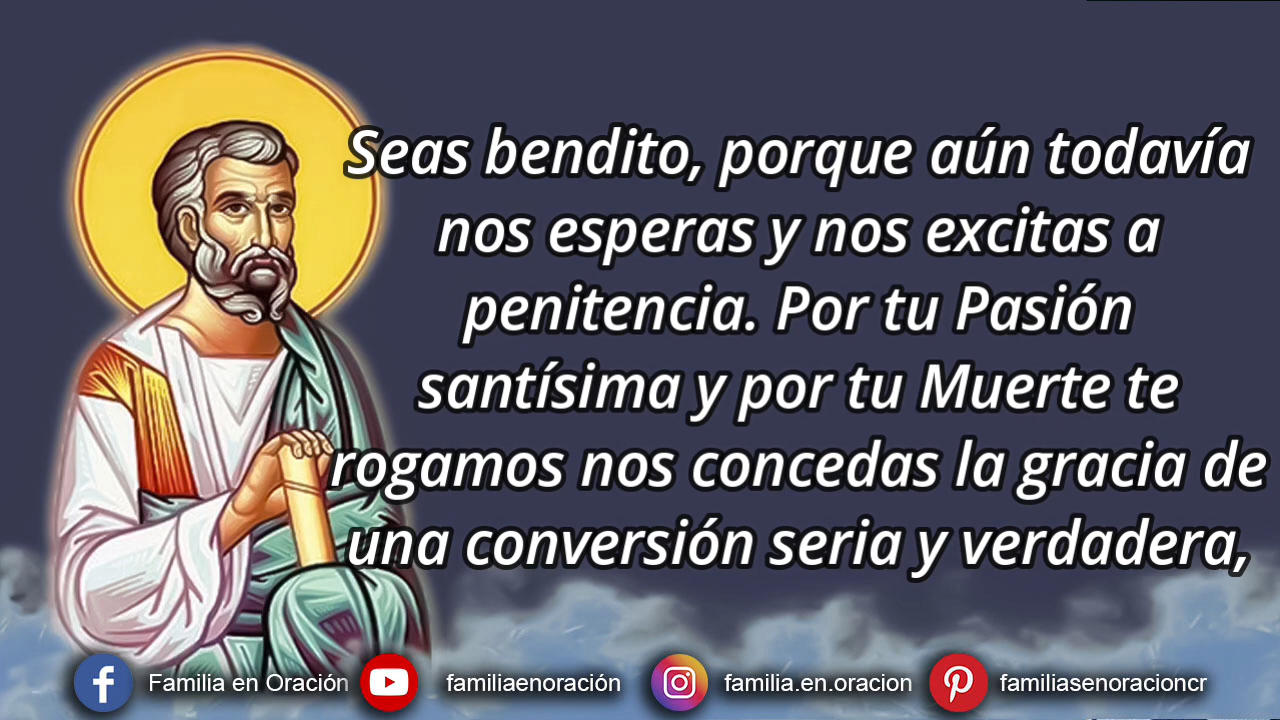 Seas bendito, porque aún todavía
nos esperas y nos excitas a
penitencia. Por tu Pasión
santísima y por tu Muerte te
rogamos nos concedas la gracia de
una conversión seria y verdadera,
Familia en Oración
familiaenoración
familia.en.oracion
familiasenoracioncr